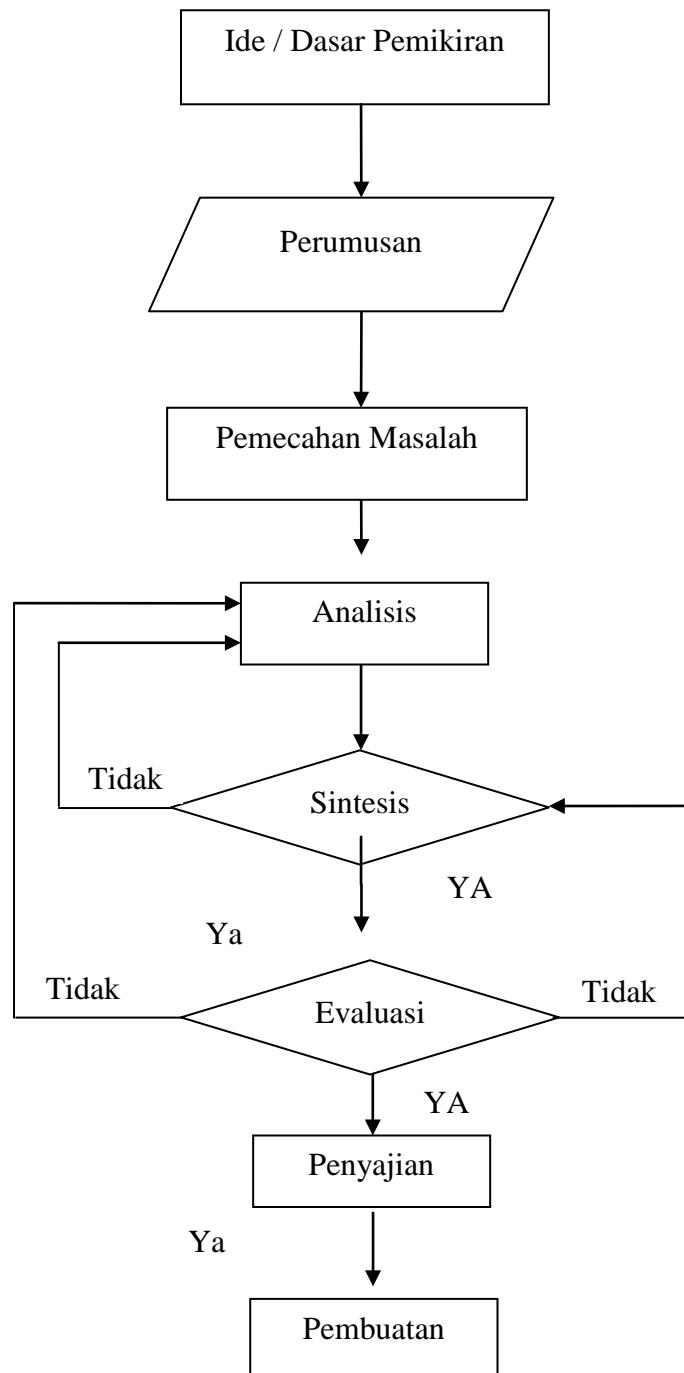 Ide / Dasar Pemikiran
Perumusan
Pemecahan Masalah
Analisis
Tidak
Sintesis
YA
Ya
Tidak
Evaluasi
Tidak
YA
Penyajian
Ya
Pembuatan